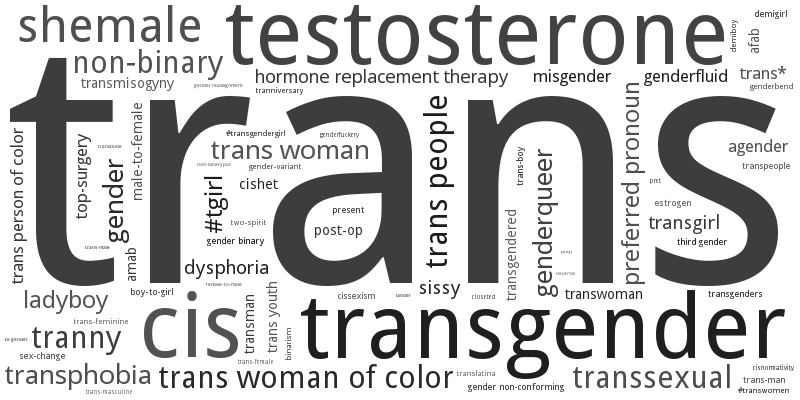 shemale
testosterone
demiboy
demigirl
afab
non-binary
hormone replacement therapy
misgender
genderfluid
trans*
transmisogyny
gender reassignment
tranniversary
genderbend
trans
trans person of color
top-surgery
transdude
gender
male-to-female
#transgendergirl
genderfuckery
trans woman
non-binarypoc
gender-variant
cishet
#tgirl
trans people
trans-boy
genderqueer
preferred pronoun
agender
transpeople
estrogen
two-spirit
present
post-op
gender binary
transgendered
transgirl
third gender
trans-male
amab
dysphoria
female-to-male
sissy
neutrois
boy-to-girl
ladyboy
cissexism
closeted
transwoman
transgenders
cis
transman
trans youth
binarism
transgender
trans-feminine
bi-gender
tranny
sex-change
trans-female
transphobia
trans woman of color
translatina
gender non-conforming
transsexual
cisnormativity
trans-man
#transwomen
trans-masculine